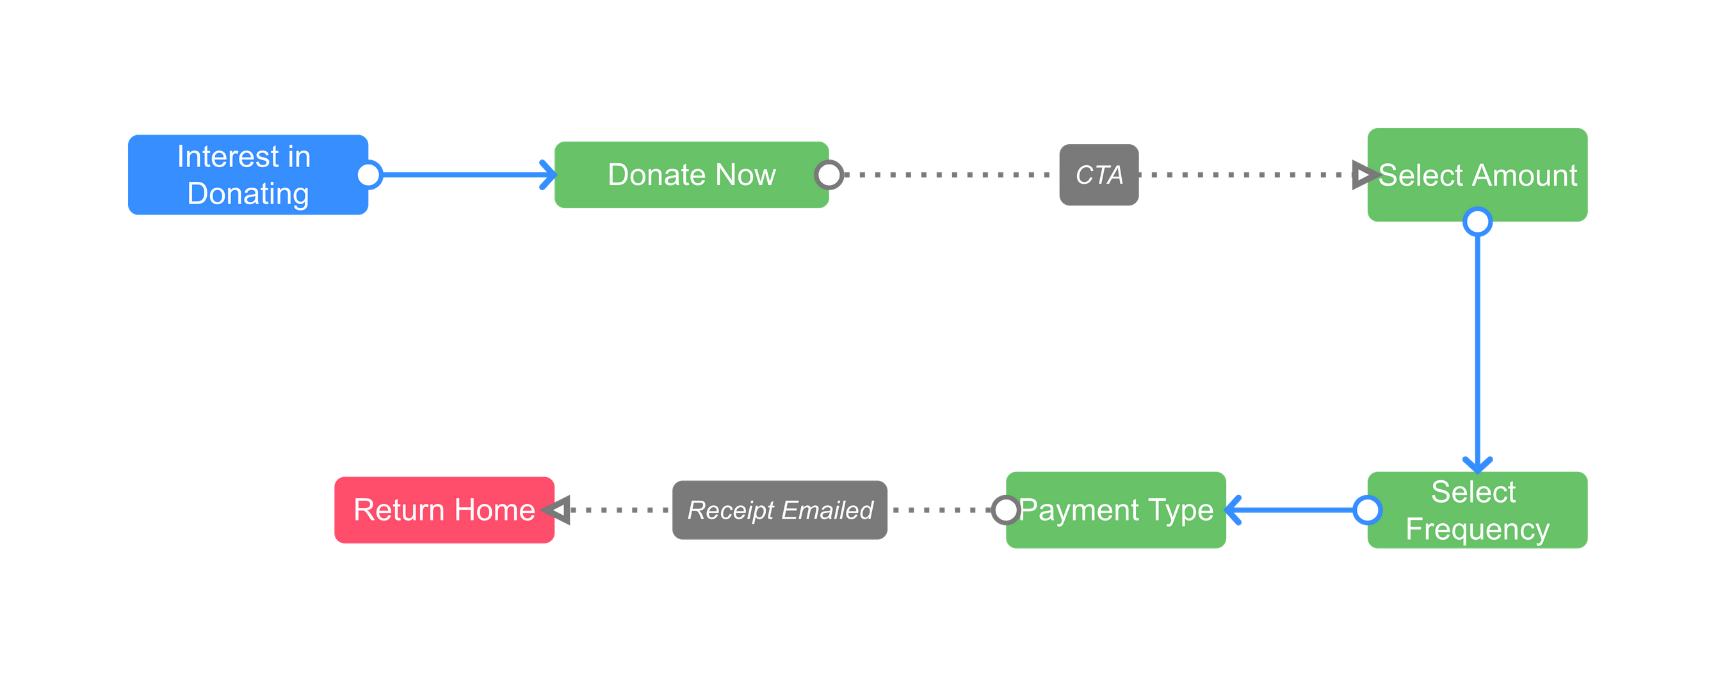 Interest in
Donating
Donate Now
CTA
Select Amount
Select
Frequency
Payment Type
Receipt Emailed
Return Home